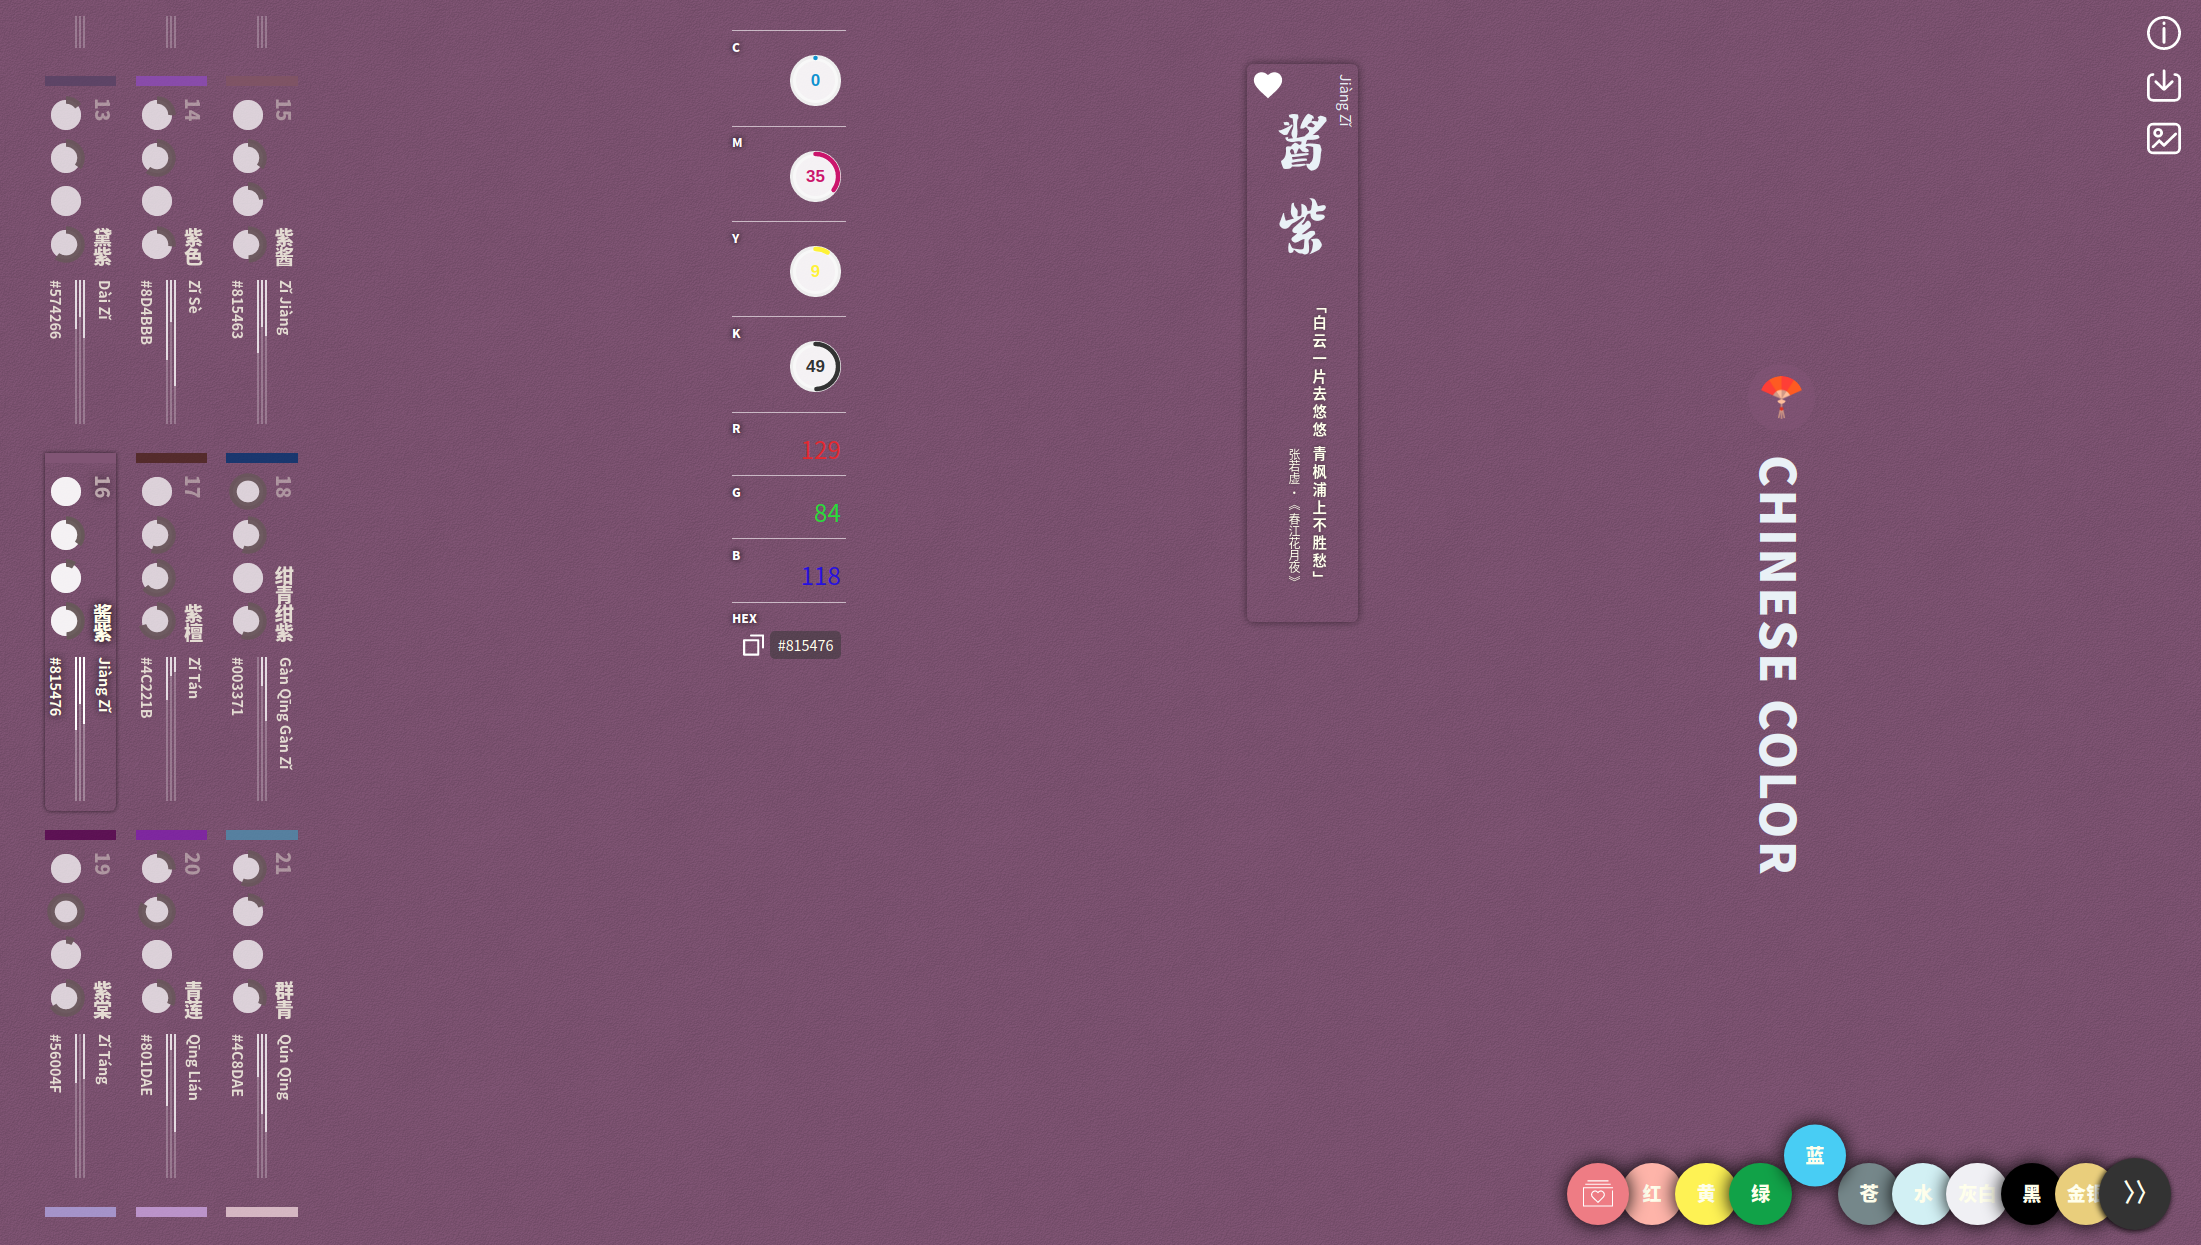 13
黛紫
Dài Zǐ
#574266
14
紫色
Zǐ Sè
#8D4BBB
15
紫酱
Zǐ Jiàng
#815463
16
酱紫
Jiàng Zǐ
#815476
17
紫檀
Zǐ Tán
#4C221B
18
绀青绀紫
Gàn Qīng Gàn Zǐ
#003371
19
紫棠
Zǐ Táng
#56004F
20
青莲
Qīng Lián
#801DAE
21
群青
Qún Qīng
#4C8DAE
C
0
M
35
Y
9
K
49
R
129
G
84
B
118
HEX
#815476
Jiàng Zǐ
酱紫
「白云一片去悠悠 青枫浦上不胜愁」
张若虚·《春江花月夜》
CHINESE COLOR
红
黄
绿
蓝
苍
水
灰白
黑
金银